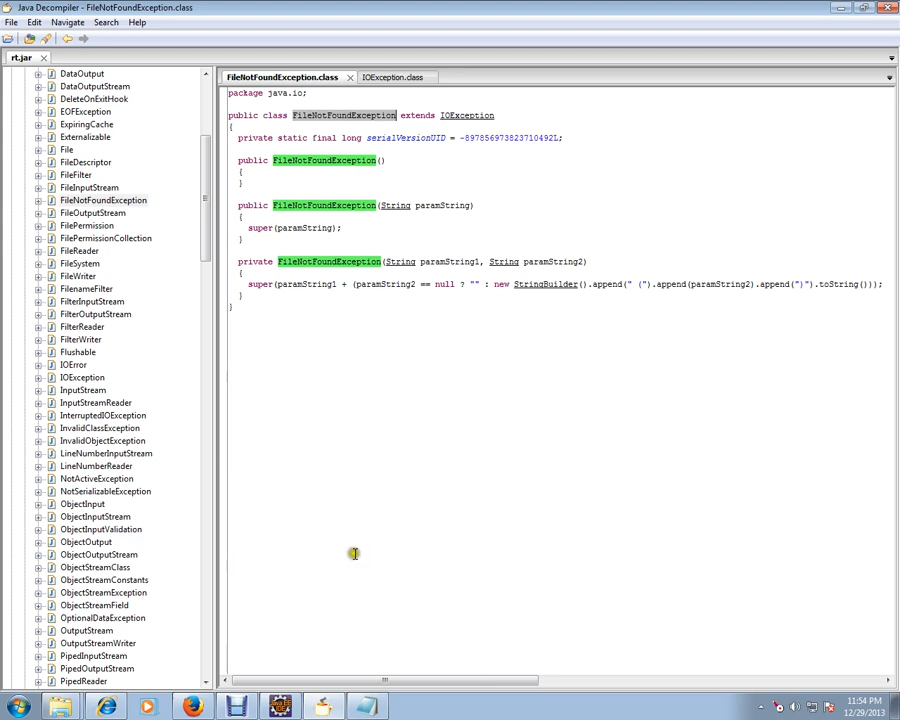 Java Decompiler - FileNotFoundException.class
File Edit Navigate Search Help
rt.jar
DataOutput
DataOutputStream
DeleteOnExitHook
EOFException
ExpiringCache
Externalizable
File
FileDescriptor
FileFilter
FileInputStream
FileNotFoundException
FileOutputStream
FilePermission
FilePermissionCollection
FileReader
FileSystem
FileWriter
FilenameFilter
FilterInputStream
FilterOutputStream
FilterReader
FilterWriter
Flushable
IOError
IOException
InputStream
InputStreamReader
InterruptedIOException
InvalidClassException
InvalidObjectException
LineNumberInputStream
LineNumberReader
NotActiveException
NotSerializableException
ObjectInput
ObjectInputStream
ObjectInputValidation
ObjectOutput
ObjectOutputStream
ObjectStreamClass
ObjectStreamConstants
ObjectStreamException
ObjectStreamField
OptionalDataException
OutputStream
OutputStreamWriter
PipedInputStream
PipedOutputStream
PipedReader
FileNotFoundException.class IOException.class
package java.io;
public class FileNotFoundException extends IOException
{
private static final long serialVersionUID = -897856973823710492L;
public FileNotFoundException()
{
}
public FileNotFoundException(String paramString)
{
super(paramString);
}
private FileNotFoundException(String paramString1, String paramString2)
{
super(paramString1 + (paramString2 == null ? "" : new StringBuilder().append(" (").append(paramString2).append(")").toString()));
}
}
11:54 PM
12/29/2013